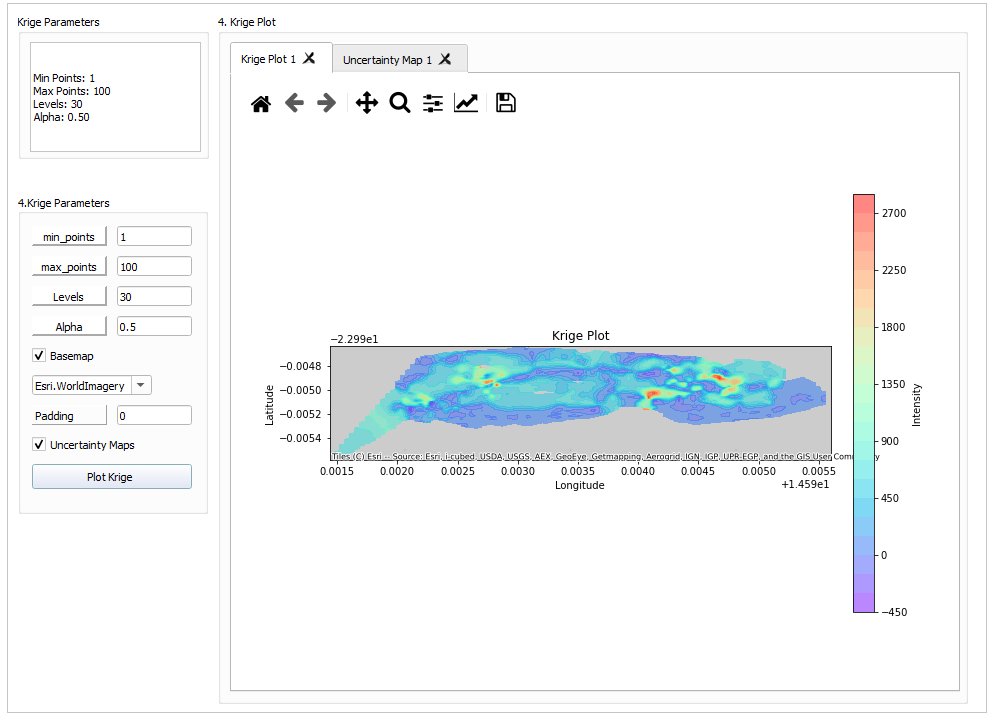 Krige Parameters
Min Points: 1
Max Points: 100
Levels: 30
Alpha: 0.50
4.Krige Parameters
min_points
1
max_points
100
Levels
30
Alpha
0.5
Basemap
Esri.WorldImagery
Padding
0
Uncertainty Maps
Plot Krige
4. Krige Plot
Krige Plot 1
Uncertainty Map 1
−2.299e1
Krige Plot
−0.0048
−0.0050
−0.0052
−0.0054
Latitude
Tiles (C) Esri -- Source: Esri, i-cubed, USDA, USGS, AEX, GeoEye, Getmapping, Aerogrid, IGN, IGP, UPR-EGP, and the GIS User
0.0015 0.0020 0.0025 0.0030 0.0035 0.0040 0.0045 0.0050 0.0055
Longitude
+1.459e1
2700
2250
1800
1350
900
450
0
−450
Intensity